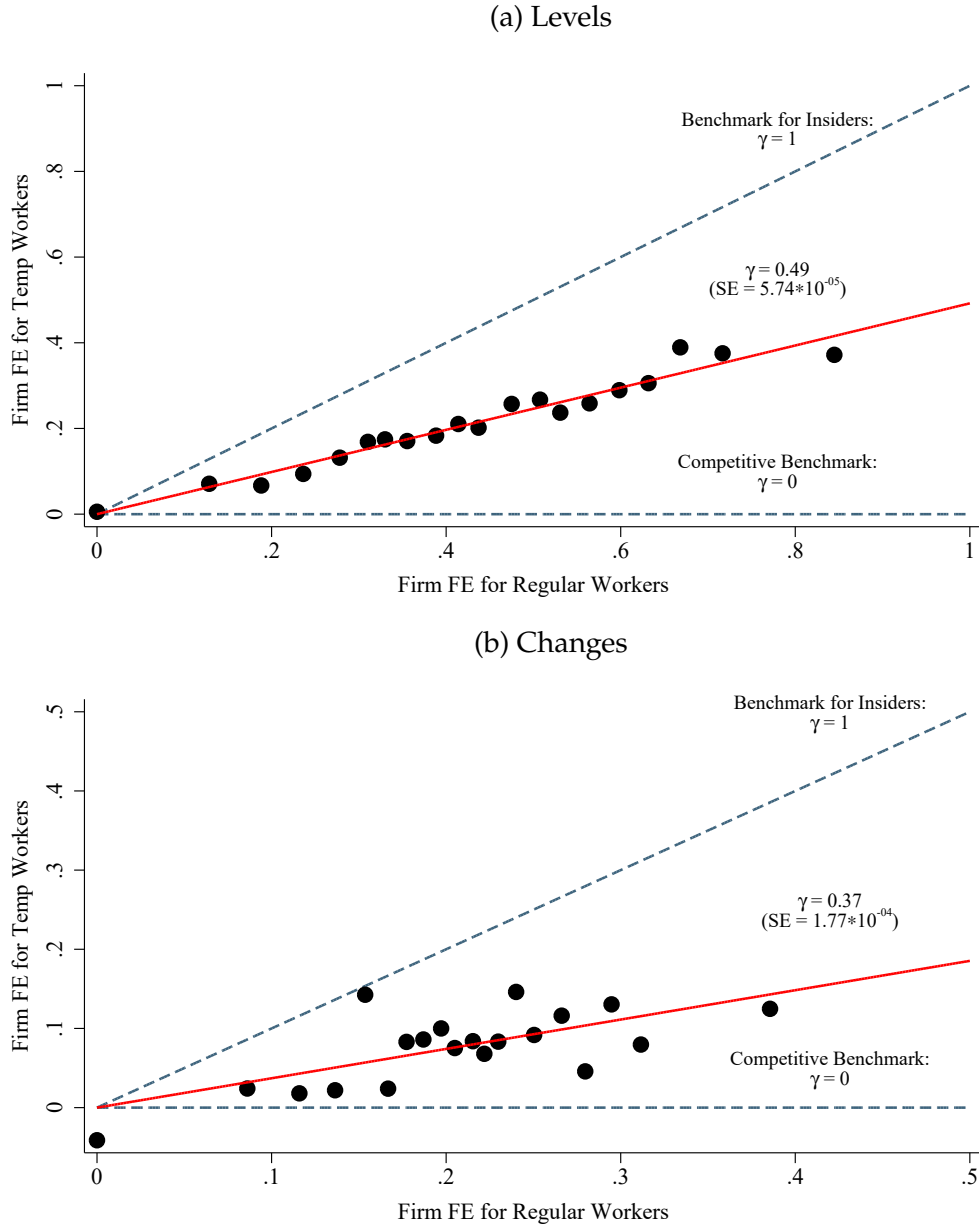 (a) Levels
1
.8
.6
.4
.2
0
Firm FE for Temp Workers
Benchmark for Insiders:
γ = 1
γ = 0.49
(SE = 5.74*10-05)
Competitive Benchmark:
γ = 0
0
.2
.4
.6
.8
1
Firm FE for Regular Workers
(b) Changes
.5
.4
.3
.2
.1
0
Firm FE for Temp Workers
Benchmark for Insiders:
γ = 1
γ = 0.37
(SE = 1.77*10-04)
Competitive Benchmark:
γ = 0
0
.1
.2
.3
.4
.5
Firm FE for Regular Workers